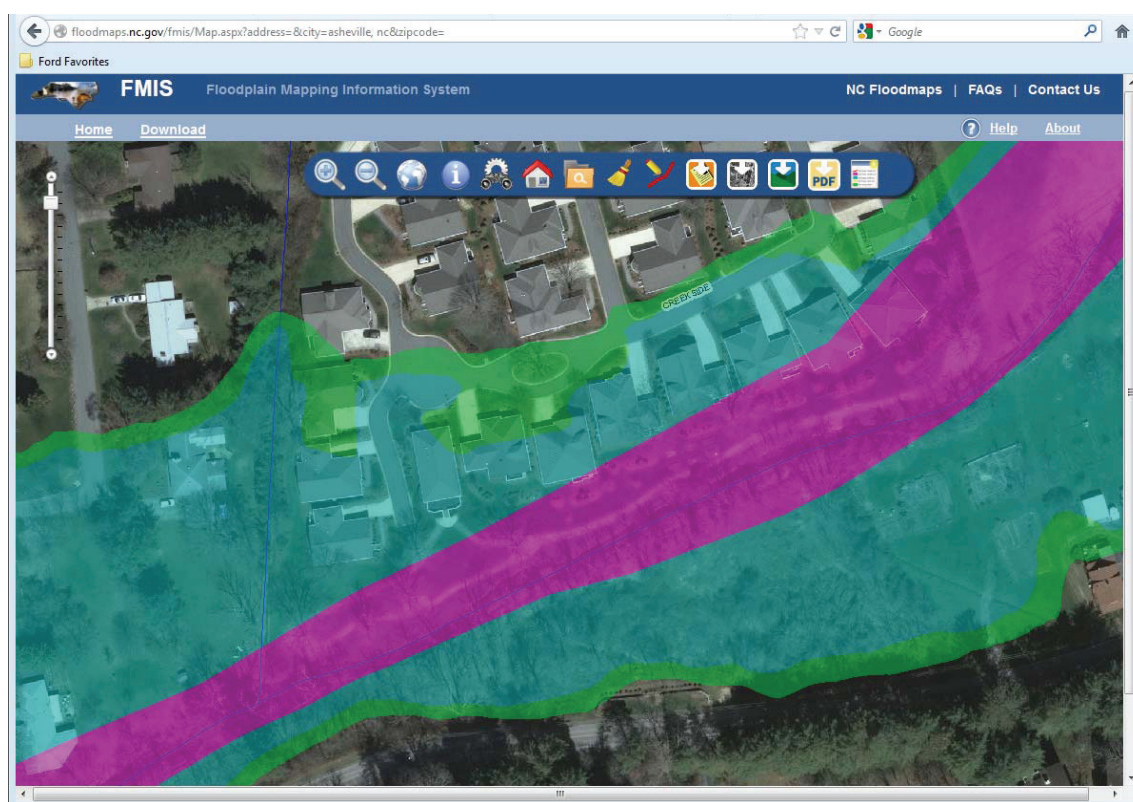 floodmaps.nc.gov/fmis/Map.aspx?address=&city=asheville, nc&zipcode=
Google
Ford Favorites
FMIS Floodplain Mapping Information System
NC Floodmaps | FAQs | Contact Us
Home Download
? Help About
i
PDF
CREEKSIDE